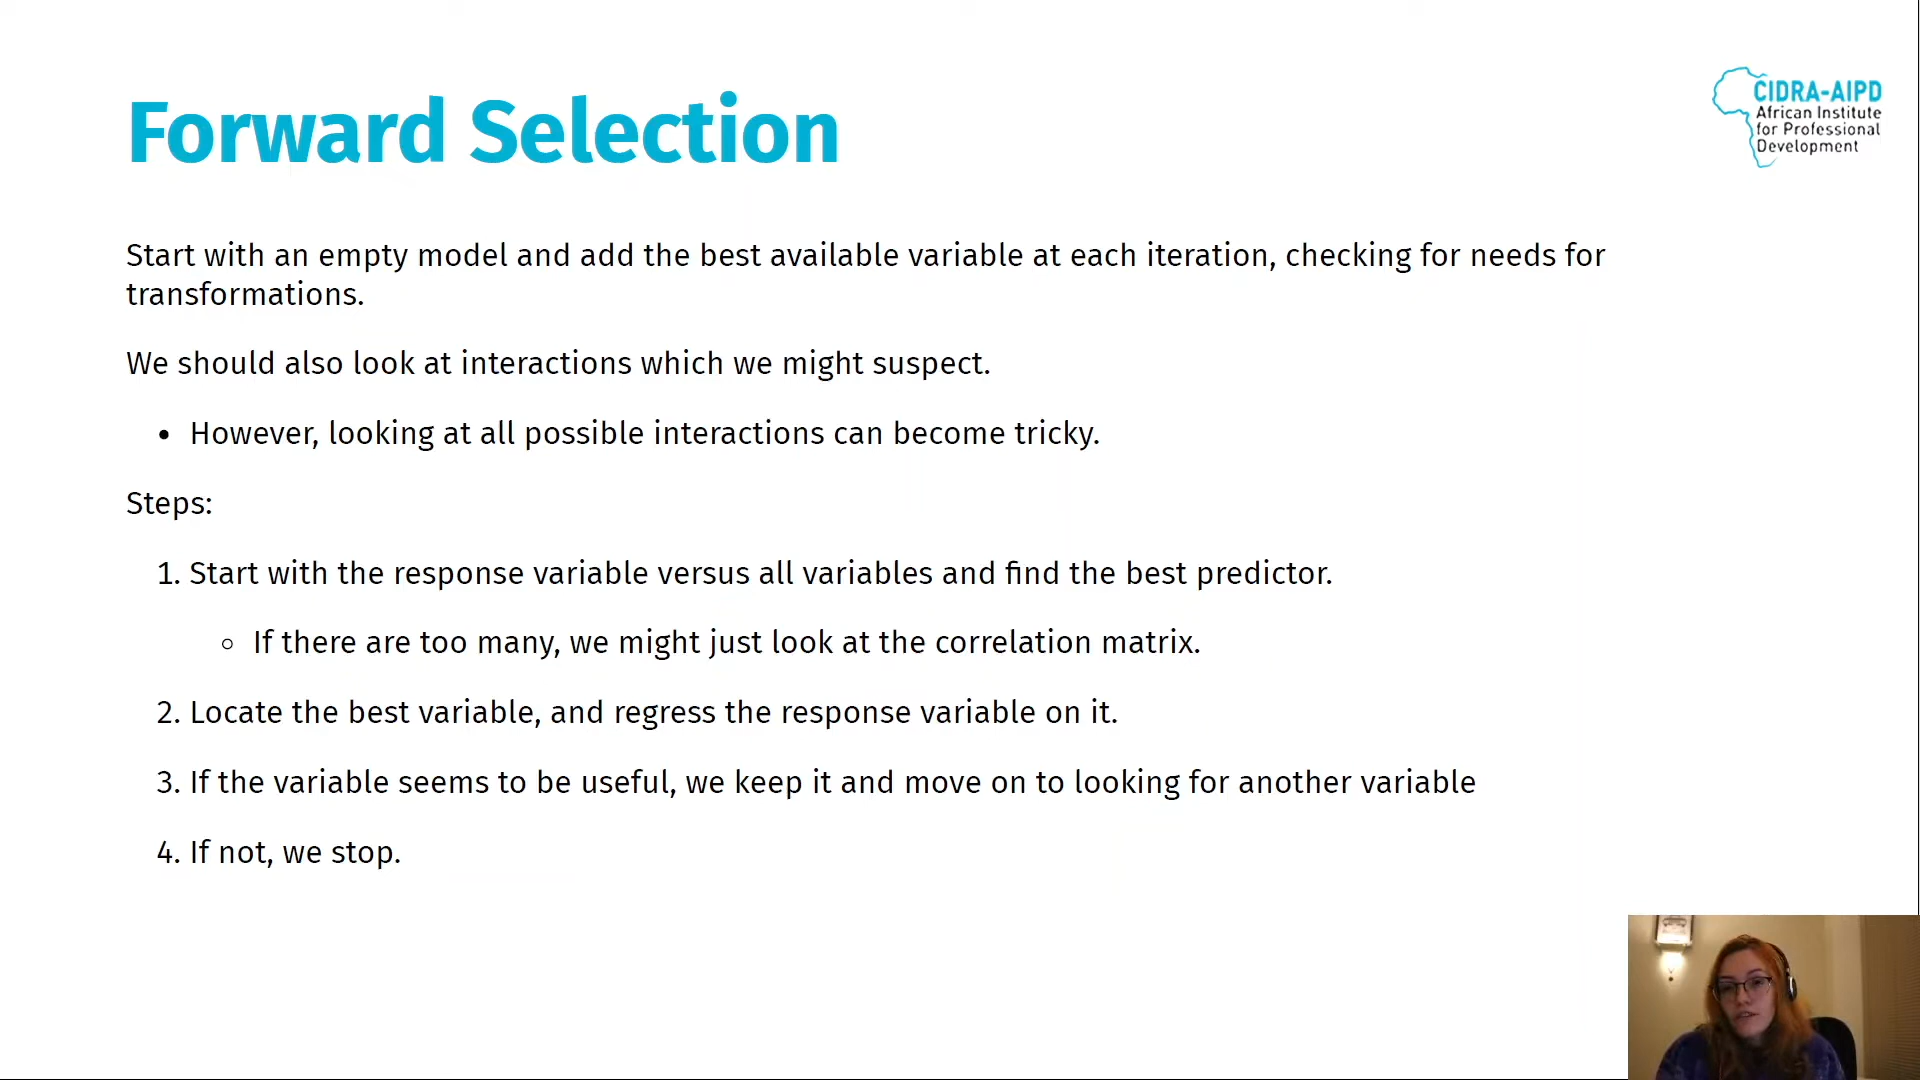 Forward Selection
CIDRA-AIPD
African Institute
for Professional
Development
Start with an empty model and add the best available variable at each iteration, checking for needs for
transformations.
We should also look at interactions which we might suspect.
• However, looking at all possible interactions can become tricky.
Steps:
1. Start with the response variable versus all variables and find the best predictor.
○ If there are too many, we might just look at the correlation matrix.
2. Locate the best variable, and regress the response variable on it.
3. If the variable seems to be useful, we keep it and move on to looking for another variable
4. If not, we stop.